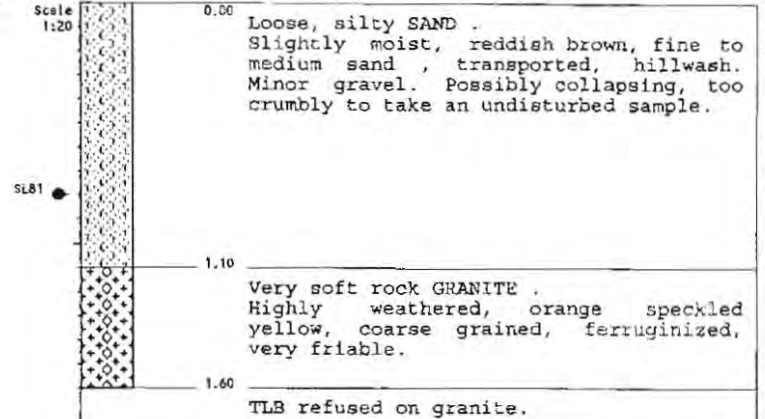 Scale
1:20
0.00
Loose, silty SAND .
Slightly moist, reddish brown, fine to
medium sand , transported, hillwash.
Minor gravel. Possibly collapsing, too
crumbly to take an undisturbed sample.
SL81
1.10
Very soft rock GRANITE .
Highly weathered, orange speckled
yellow, coarse grained, ferruginized,
very friable.
1.60
TLB refused on granite.